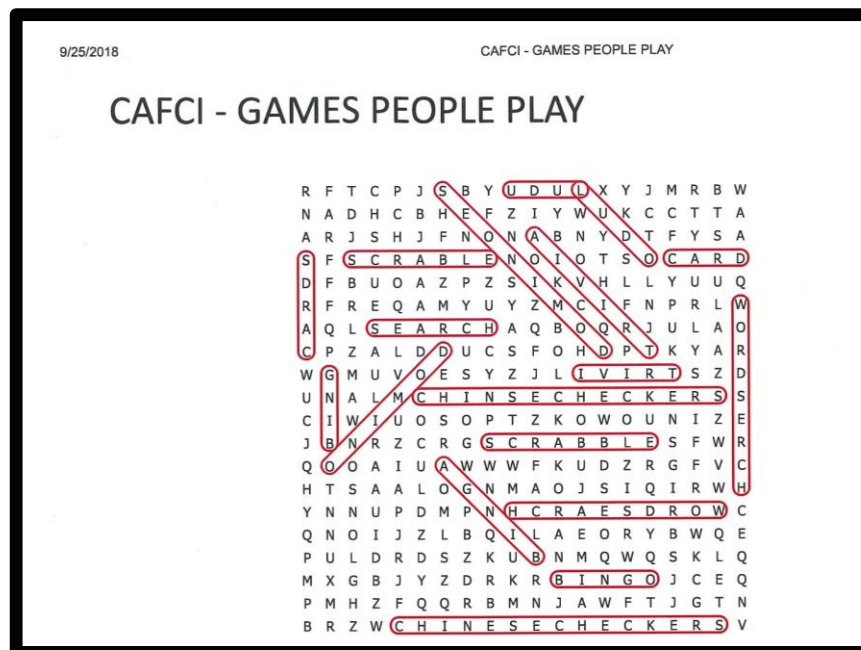 9/25/2018 CAFCI - GAMES PEOPLE PLAY
CAFCI - GAMES PEOPLE PLAY
R F T C P J S B Y U D U L X Y J M R B W
N A D H C B H E F Z I Y W U K C C T T A
A R J S H J F N O N A B N Y D T F Y S A
S F S C R A B L E N O I O T S O C A R D
D F B U O A Z P Z S I K V H L L Y U U Q
R F R E Q A M Y U Y Z M C I F N P R L W
A Q L S E A R C H A Q B O Q R J U L A O
C P Z A L D D U C S F O H D P T K Y A R
W G M U V O E S Y Z J L I V I R T S Z D
U N A L M C H I N S E C H E C K E R S S
C I W I U O S O P T Z K O W O U N I Z E
J B N R Z C R G S C R A B B L E S F W R
Q O O A I U A W W W F K U D Z R G F V C
H T S A A L O G N M A O J S I Q I R W H
Y N N U P D M P N H C R A E S D R O W C
Q N O I J Z L B Q I L A E O R Y B W Q E
P U L D R D S Z K U B N M Q W Q S K L Q
M X G B J Y Z D R K R B I N G O J C E Q
P M H Z F Q Q R B M N J A W F T J G T N
B R Z W C H I N E S E C H E C K E R S V